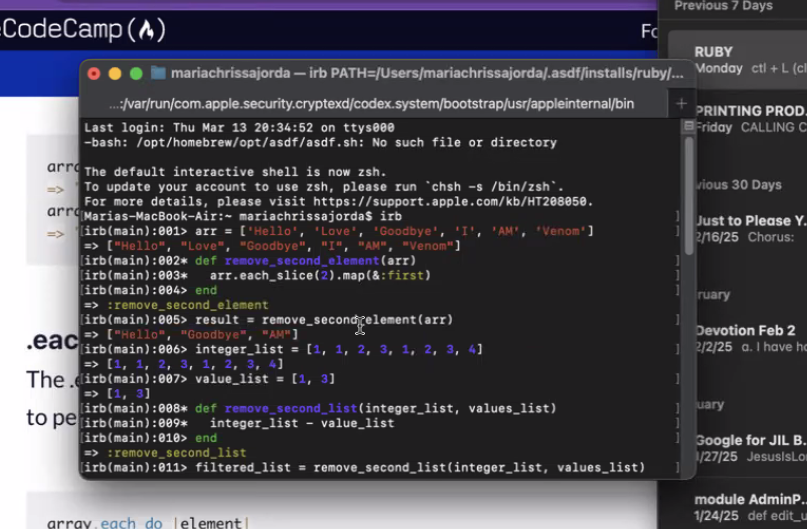 eCodeCamp(🔥)
Fo
Previous 7 Days
RUBY
Monday ctl + L (cl
PRINTING PROD.
Friday CALLING C
vious 30 Days
Just to Please Y.
2/16/25 Chorus:
ruary
Devotion Feb 2
2/2/25 a. I have ho
uary
Google for JIL B.
1/27/25 JesusIsLor
module AdminP...
1/24/25 def edit_u
mariachrissajorda — irb PATH=/Users/mariachrissajorda/.asdf/installs/ruby/...
...:/var/run/com.apple.security.cryptexd/codex.system/bootstrap/usr/appleinternal/bin
Last login: Thu Mar 13 20:34:52 on ttys000
-bash: /opt/homebrew/opt/asdf/asdf.sh: No such file or directory
The default interactive shell is now zsh.
To update your account to use zsh, please run `chsh -s /bin/zsh`.
For more details, please visit https://support.apple.com/kb/HT208050.
[Marias-MacBook-Air:~ mariachrissajorda$ irb ]
[irb(main):001> arr = ['Hello', 'Love', 'Goodbye', 'I', 'AM', 'Venom'] ]
=> ["Hello", "Love", "Goodbye", "I", "AM", "Venom"]
[irb(main):002* def remove_second_element(arr) ]
[irb(main):003*   arr.each_slice(2).map(&:first) ]
[irb(main):004> end ]
=> :remove_second_element
[irb(main):005> result = remove_second_element(arr) ]
=> ["Hello", "Goodbye", "AM"]
[irb(main):006> integer_list = [1, 1, 2, 3, 1, 2, 3, 4] ]
=> [1, 1, 2, 3, 1, 2, 3, 4]
[irb(main):007> value_list = [1, 3] ]
=> [1, 3]
[irb(main):008* def remove_second_list(integer_list, values_list) ]
[irb(main):009*   integer_list - value_list ]
[irb(main):010> end ]
=> :remove_second_list
[irb(main):011> filtered_list = remove_second_list(integer_list, values_list) ]
arra
=>
arra
=>
.eac
The .e
to pe
array.each do |element|